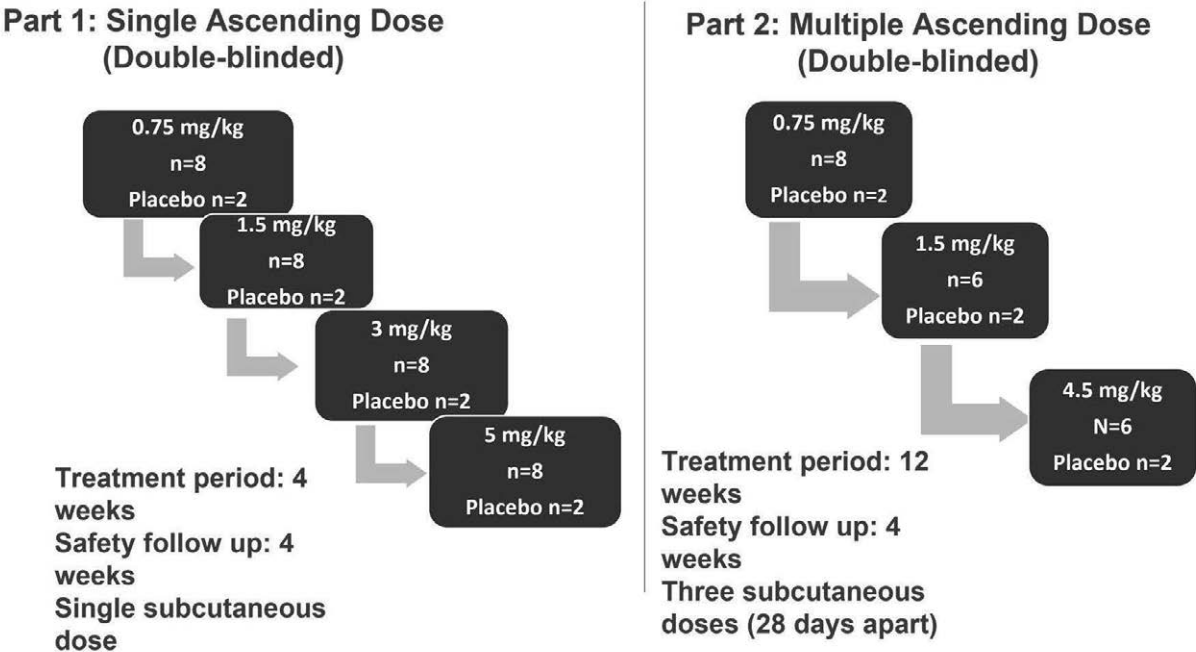 Part 1: Single Ascending Dose
(Double-blinded)
0.75 mg/kg
n=8
Placebo n=2
1.5 mg/kg
n=8
Placebo n=2
3 mg/kg
n=8
Placebo n=2
5 mg/kg
n=8
Placebo n=2
Treatment period: 4
weeks
Safety follow up: 4
weeks
Single subcutaneous
dose
Part 2: Multiple Ascending Dose
(Double-blinded)
0.75 mg/kg
n=8
Placebo n=2
1.5 mg/kg
n=6
Placebo n=2
4.5 mg/kg
N=6
Placebo n=2
Treatment period: 12
weeks
Safety follow up: 4
weeks
Three subcutaneous
doses (28 days apart)